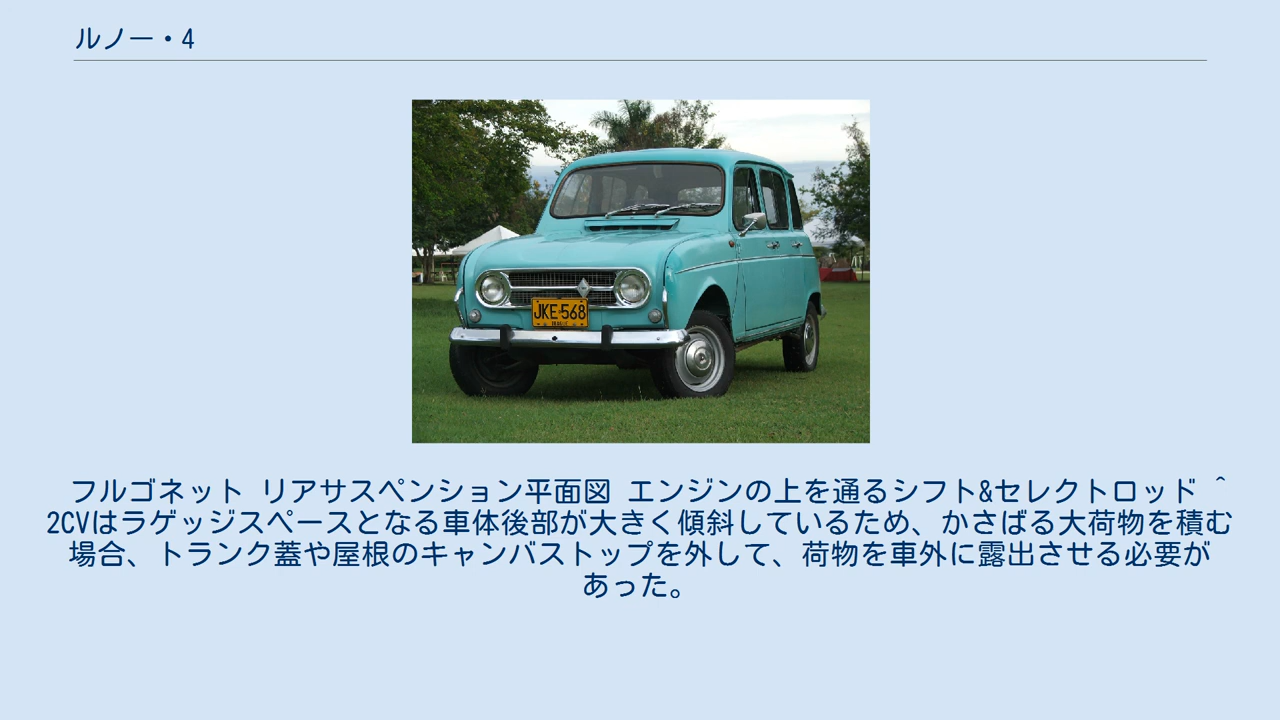 ルノー・4
JKE-568
フルゴネット リアサスペンション平面図 エンジンの上を通るシフト&セレクトロッド ^
2CVはラゲッジスペースとなる車体後部が大きく傾斜しているため、かさばる大荷物を積む
場合、トランク蓋や屋根のキャンバストップを外して、荷物を車外に露出させる必要が
あった。